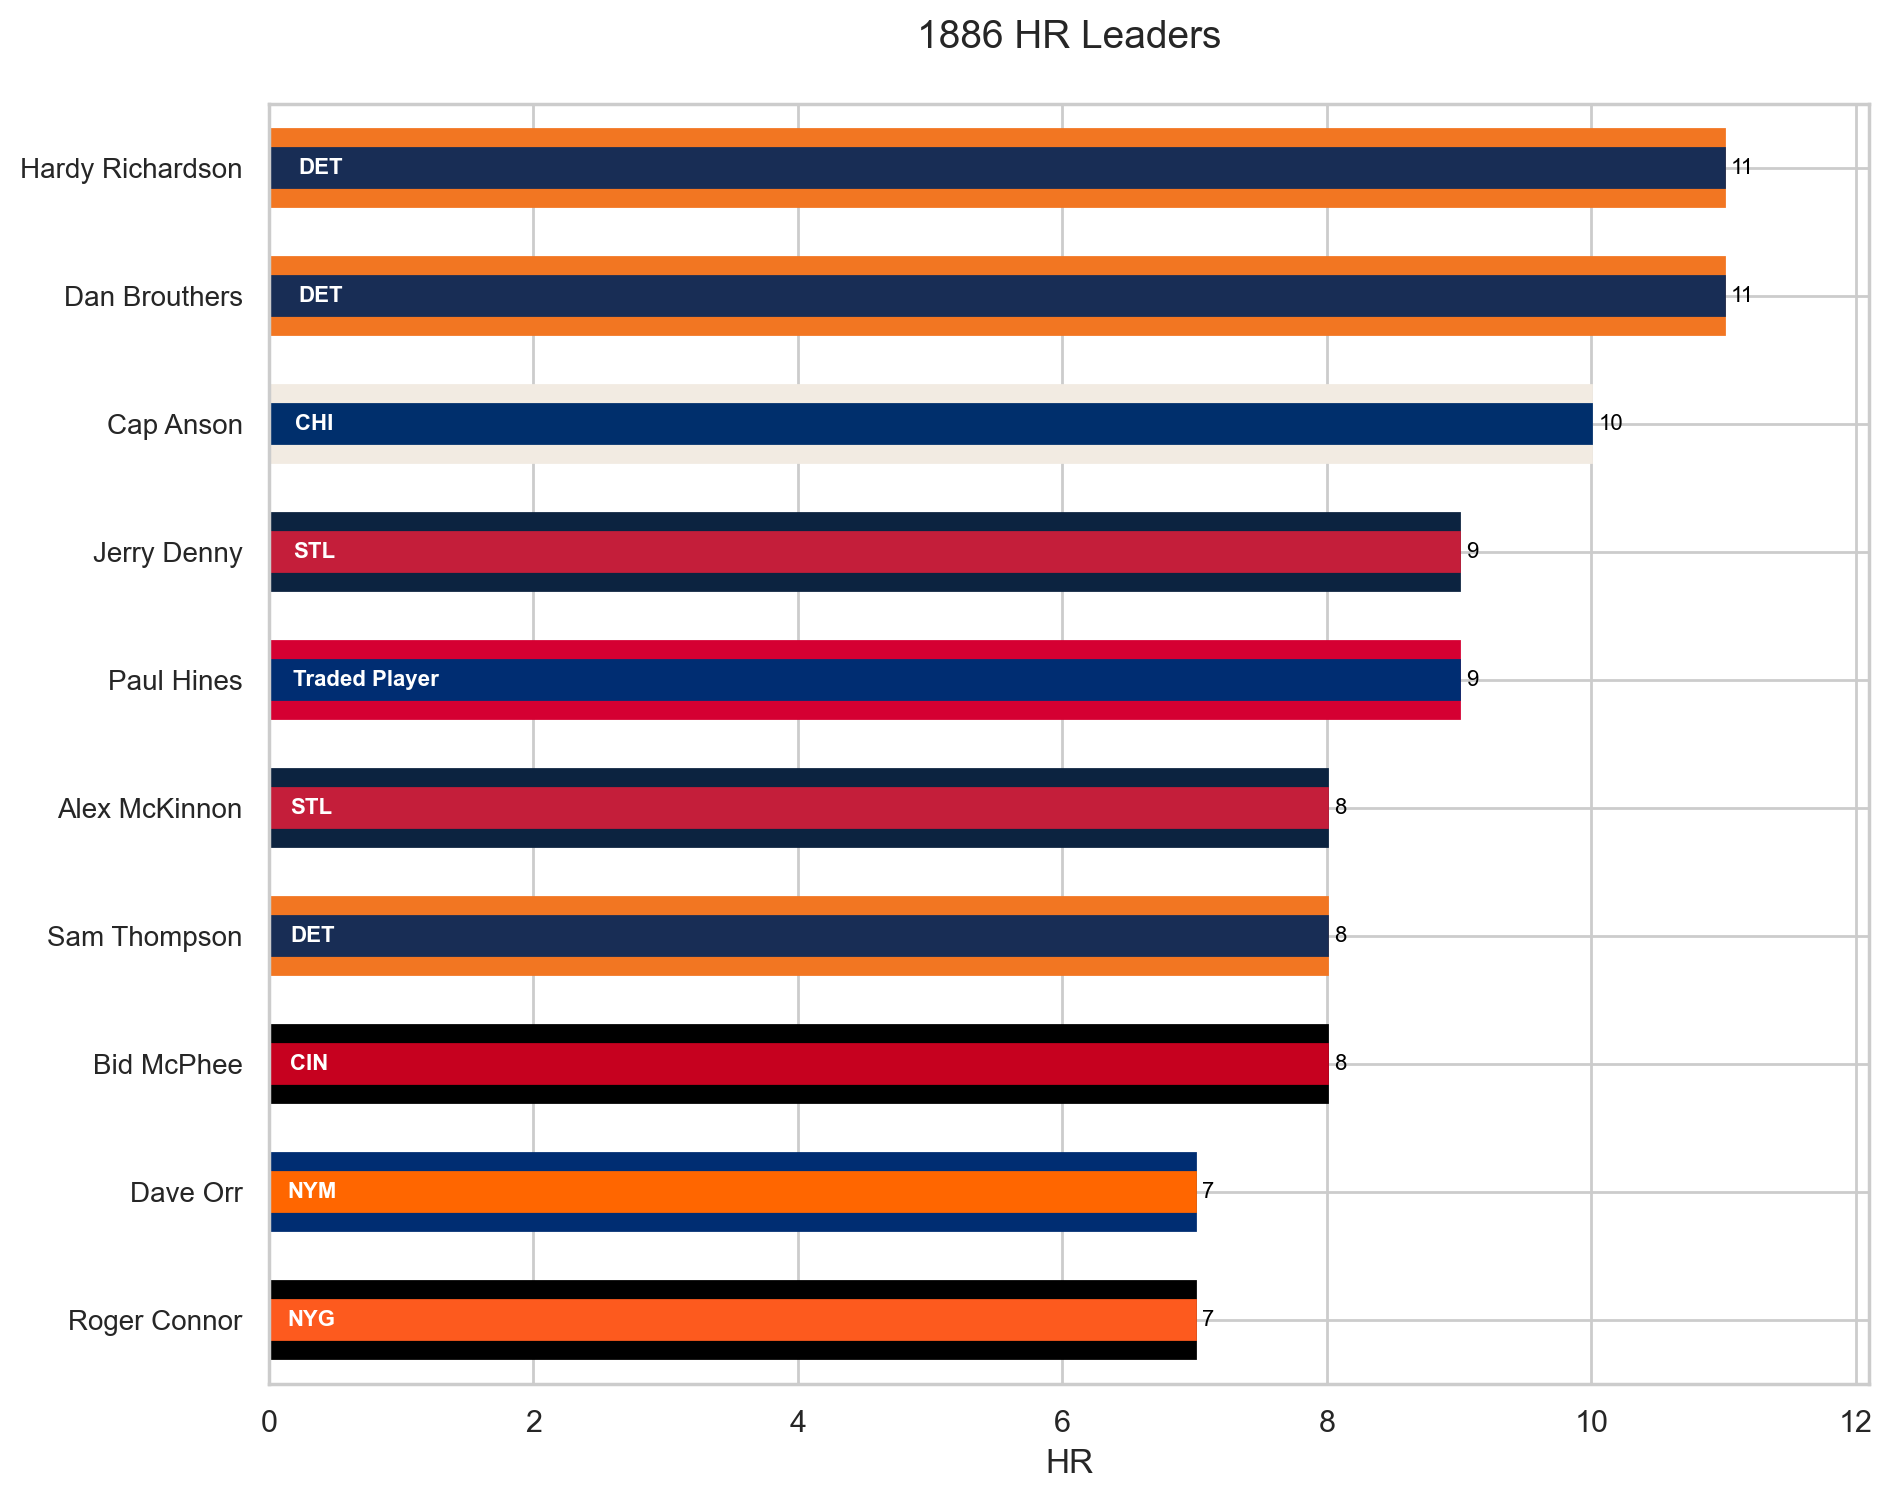 1886 HR Leaders
Hardy Richardson DET 11
Dan Brouthers DET 11
Cap Anson CHI 10
Jerry Denny STL 9
Paul Hines Traded Player 9
Alex McKinnon STL 8
Sam Thompson DET 8
Bid McPhee CIN 8
Dave Orr NYM 7
Roger Connor NYG 7
0 2 4 6 8 10 12
HR